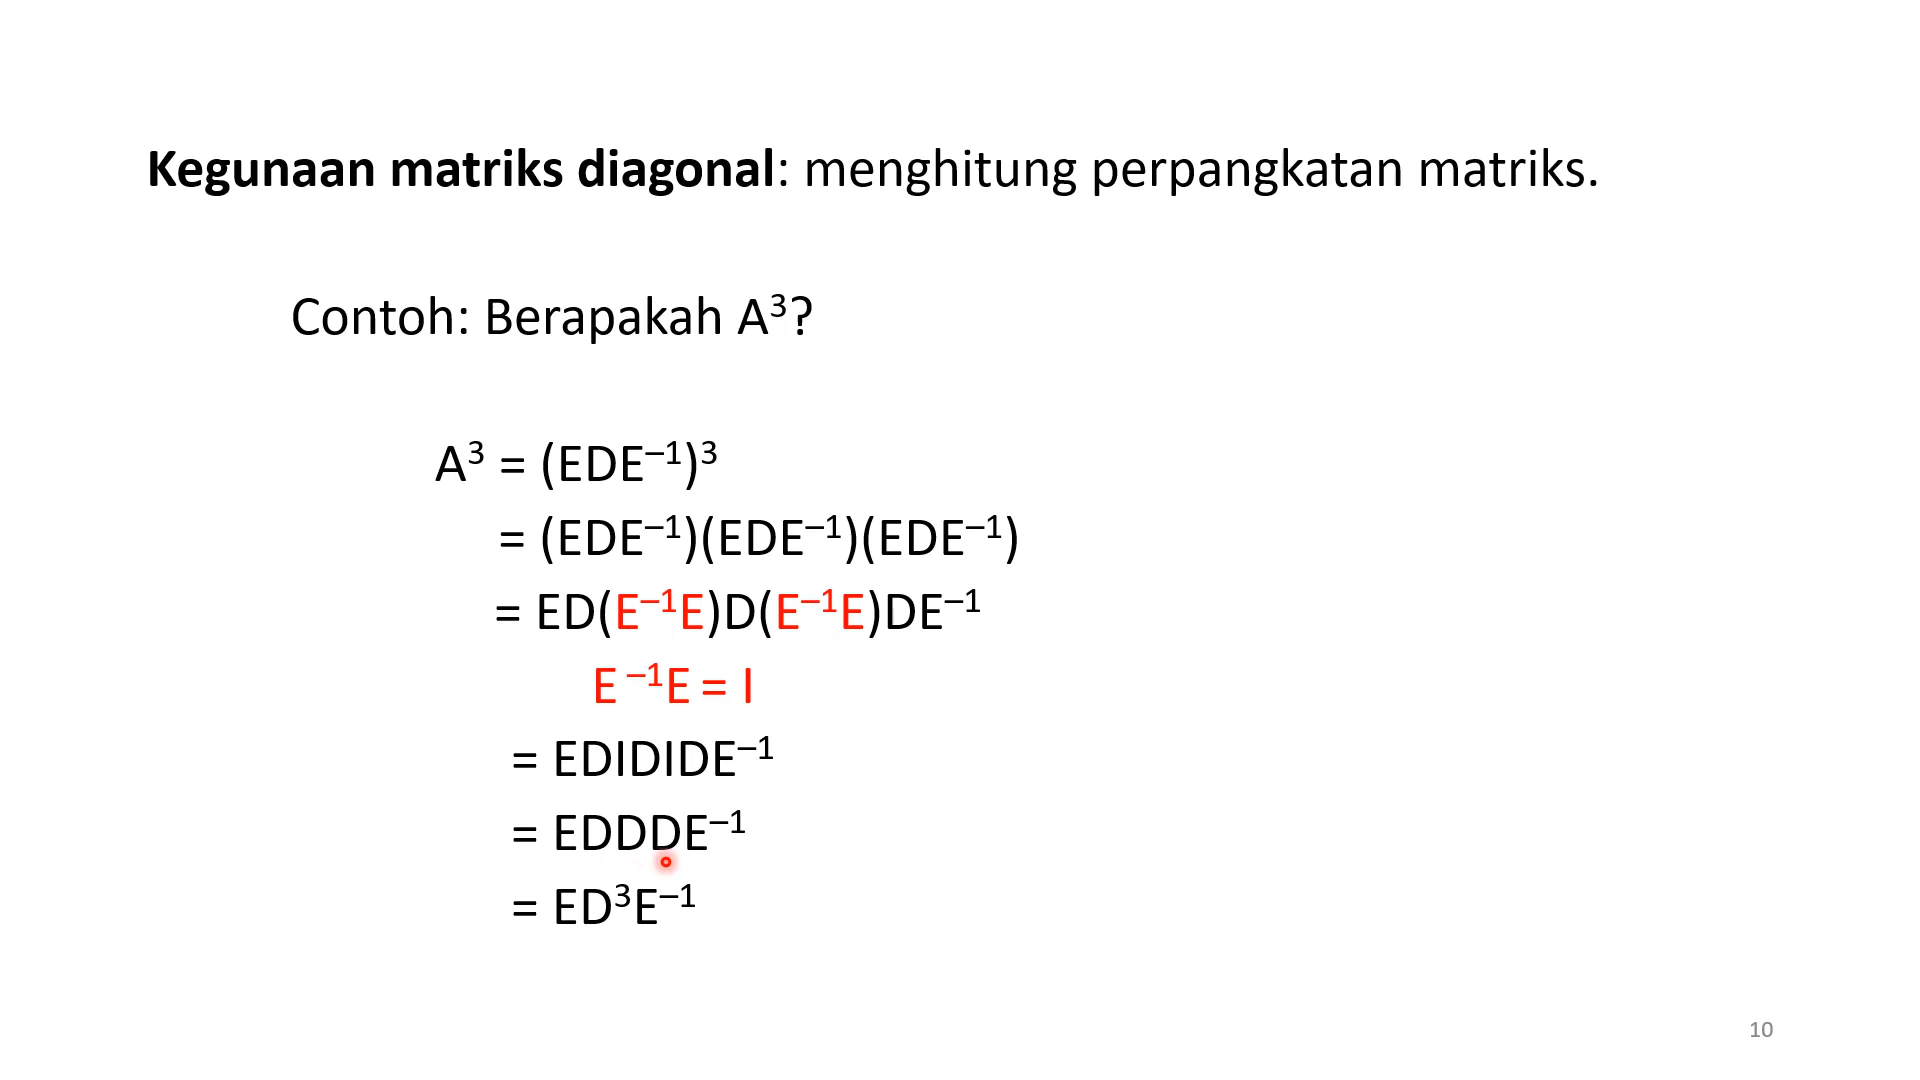 Kegunaan matriks diagonal: menghitung perpangkatan matriks.
Contoh: Berapakah A³?
A³ = (EDE⁻¹)³
= (EDE⁻¹)(EDE⁻¹)(EDE⁻¹)
= ED(E⁻¹E)D(E⁻¹E)DE⁻¹
E ⁻¹E = I
= EDIDIDE⁻¹
= EDDDE⁻¹
= ED³E⁻¹
10